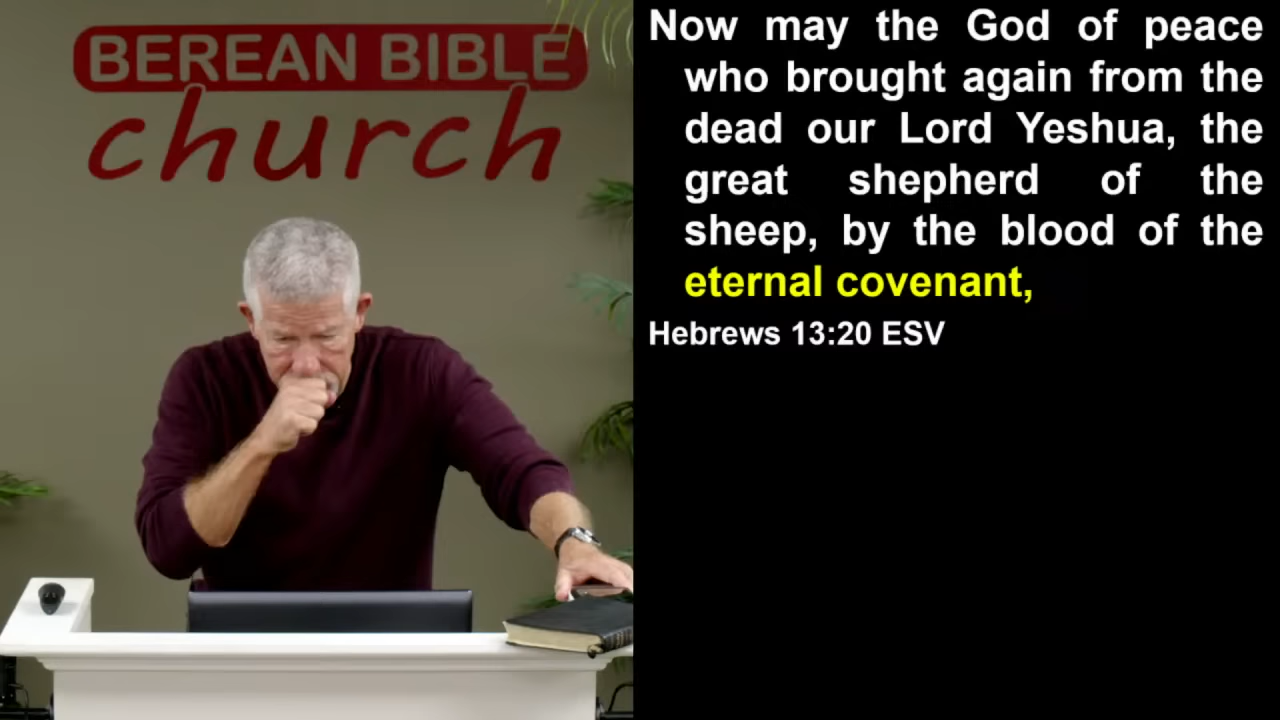 BEREAN BIBLE
church
Now may the God of peace
who brought again from the
dead our Lord Yeshua, the
great shepherd of the
sheep, by the blood of the
eternal covenant,
Hebrews 13:20 ESV